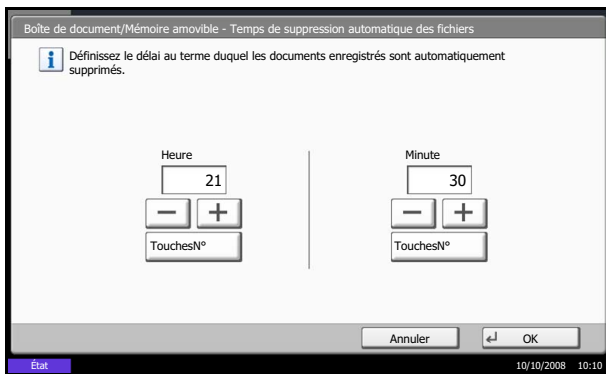 Boîte de document/Mémoire amovible - Temps de suppression automatique des fichiers
Définissez le délai au terme duquel les documents enregistrés sont automatiquement
supprimés.
Heure
Minute
21
30
TouchesN°
TouchesN°
Annuler
OK
État
10/10/2008 10:10